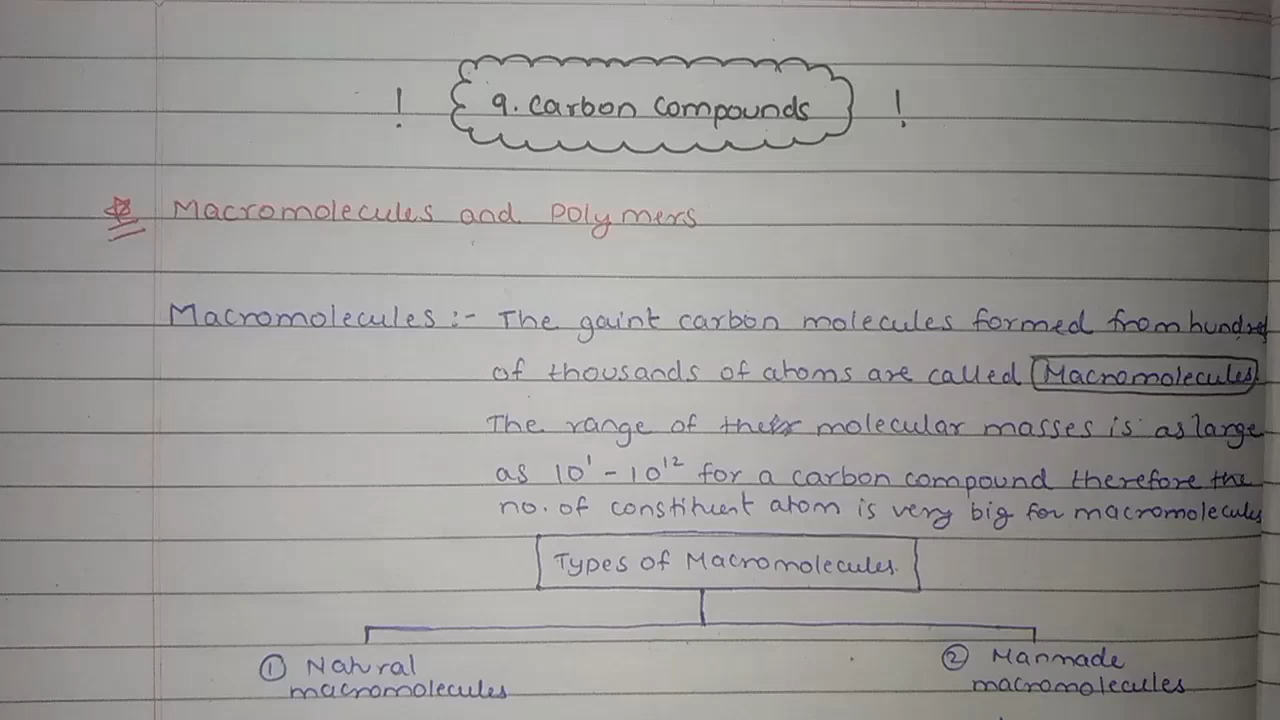 ! 9. Carbon Compounds !
Macromolecules and Polymers
Macromolecules :- The gaint carbon molecules formed from hundred
of thousands of atoms are called Macromolecules.
The range of their molecular masses is as large
as 10¹ - 10¹² for a carbon compound therefore the
no. of constituent atom is very big for macromolecules
Types of Macromolecules.
① Natural
macromolecules
② Manmade
macromolecules